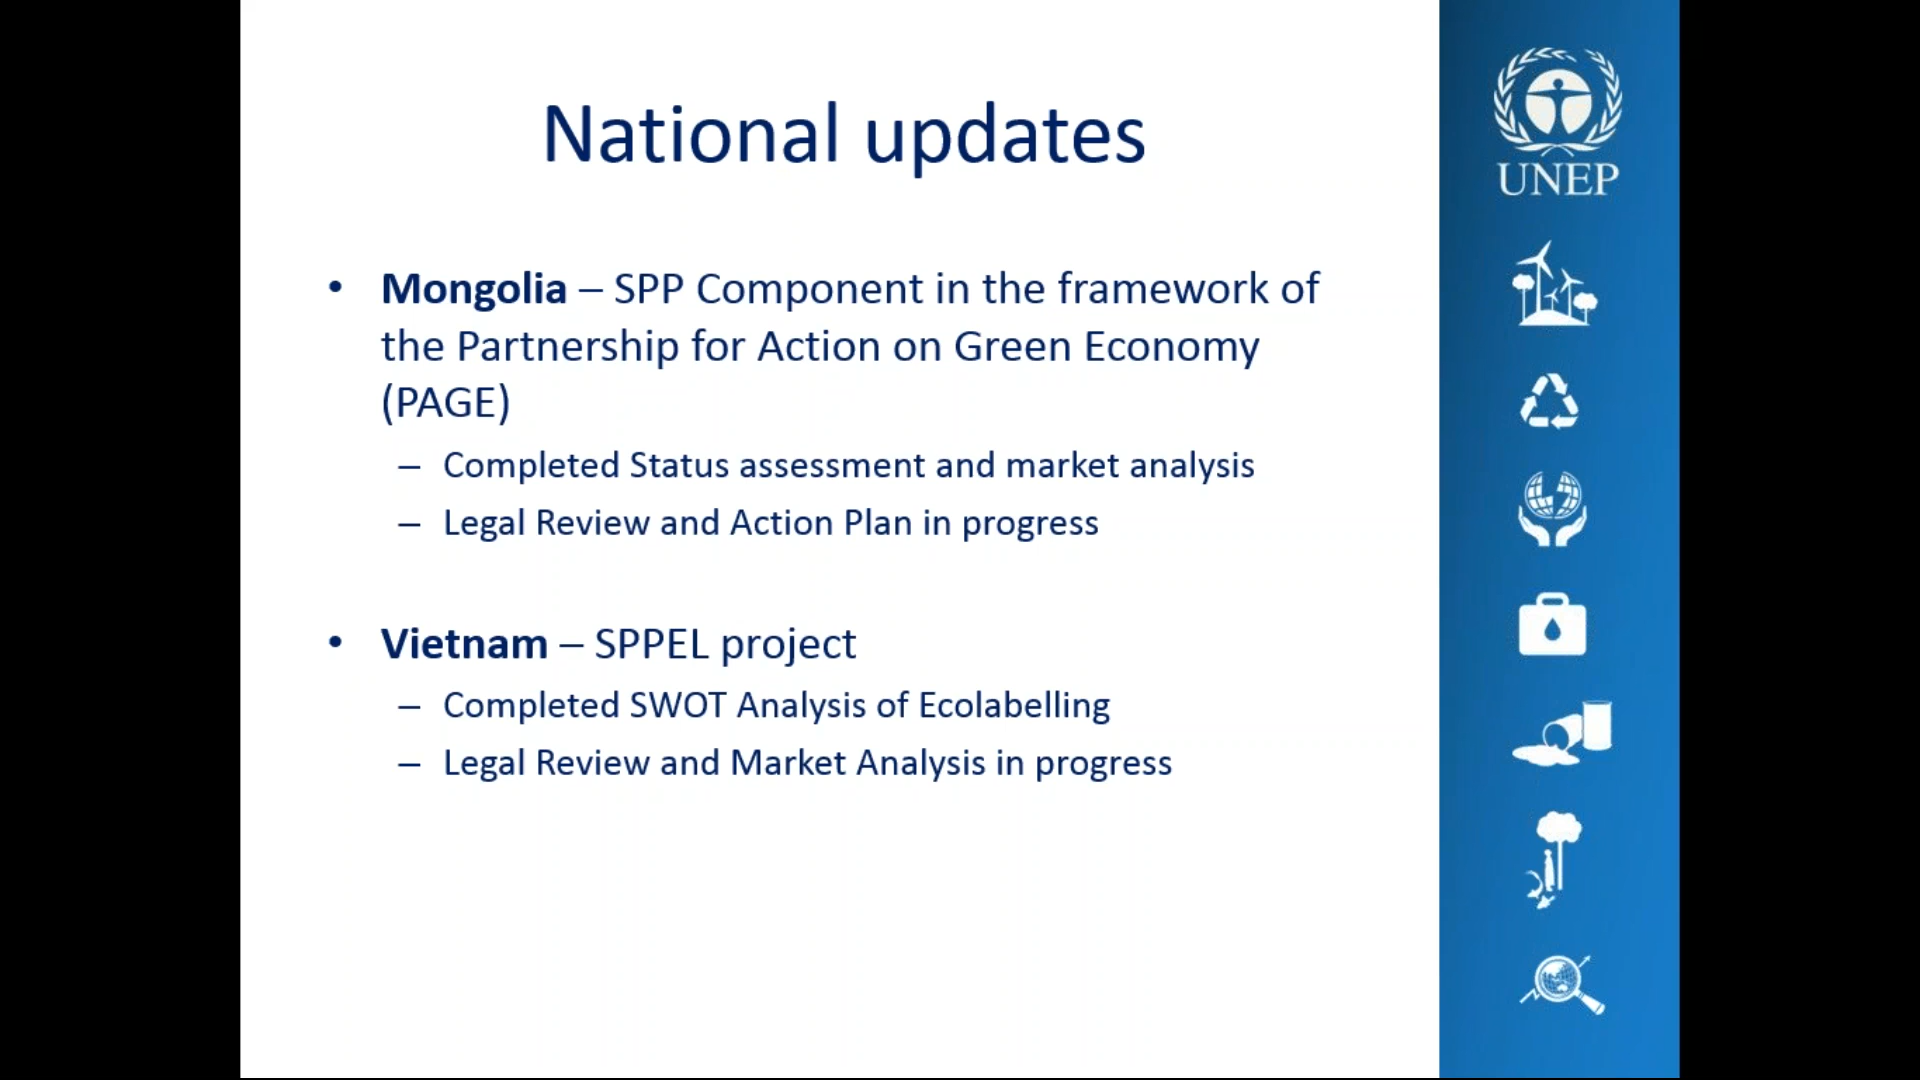 National updates
UNEP
• Mongolia – SPP Component in the framework of
the Partnership for Action on Green Economy
(PAGE)
– Completed Status assessment and market analysis
– Legal Review and Action Plan in progress
• Vietnam – SPPEL project
– Completed SWOT Analysis of Ecolabelling
– Legal Review and Market Analysis in progress